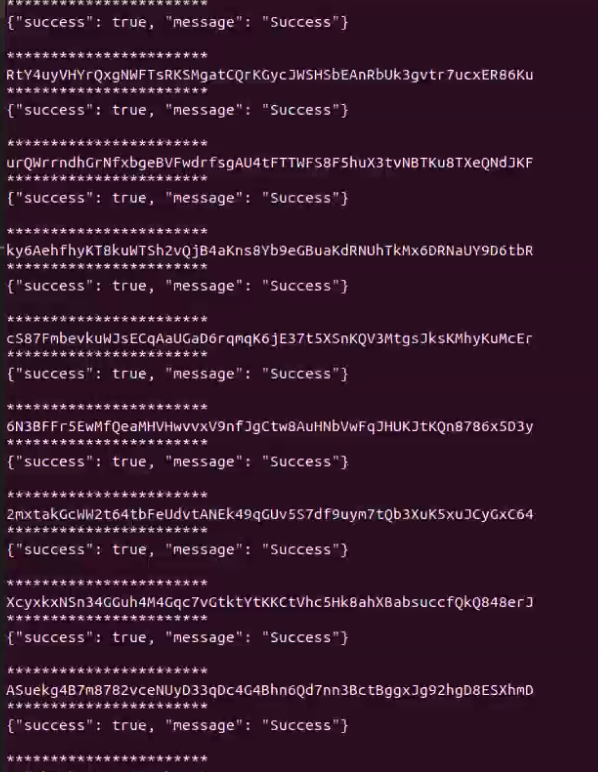 ***********************
{"success": true, "message": "Success"}
***********************
RtY4uyVHYrQxgNWFTsRKSMgatCQrKGycJWSHSbEAnRbUk3gvtr7ucxER86Ku
***********************
{"success": true, "message": "Success"}
***********************
urQWrrndhGrNfxbgeBVFwdrfsgAU4tFTTWFS8F5huX3tvNBTKu8TXeQNdJKF
***********************
{"success": true, "message": "Success"}
***********************
ky6AehfhyKT8kuWTSh2vQjB4aKns8Yb9eGBuaKdRNUhTkMx6DRNaUY9D6tbR
***********************
{"success": true, "message": "Success"}
***********************
cS87FmbevkuWJsECqAaUGaD6rqmqK6jE37t5XSnKQV3MtgsJksKMhyKuMcEr
***********************
{"success": true, "message": "Success"}
***********************
6N3BFFr5EwMfQeaMHVHwvvxV9nfJgCtw8AuHNbVwFqJHUKJtKQn8786x5D3y
***********************
{"success": true, "message": "Success"}
***********************
2mxtakGcWW2t64tbFeUdvtANEk49qGUv5S7df9uym7tQb3XuK5xuJCyGxC64
***********************
{"success": true, "message": "Success"}
***********************
XcyxkxNSn34GGuh4M4Gqc7vGtktYtKKCtVhc5Hk8ahXBabsuccfQkQ848erJ
***********************
{"success": true, "message": "Success"}
***********************
ASuekg4B7m8782vceNUyD33qDc4G4Bhn6Qd7nn3BctBggxJg92hgD8ESXhmD
***********************
{"success": true, "message": "Success"}
***********************